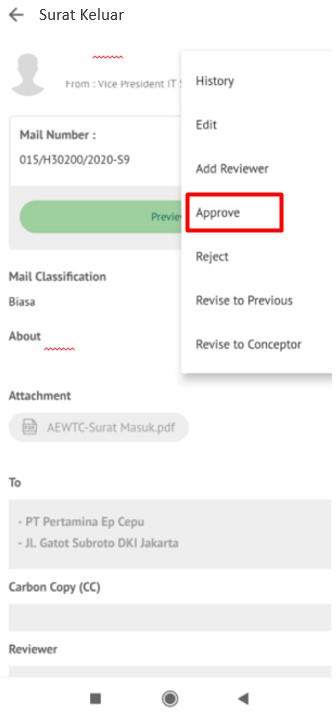 Surat Keluar
From : Vice President IT
History
Edit
Add Reviewer
Approve
Reject
Revise to Previous
Revise to Conceptor
Mail Number :
015/H30200/2020-S9
Previe
Mail Classification
Biasa
About
Attachment
AEWTC-Surat Masuk.pdf
To
- PT Pertamina Ep Cepu
- JL Gatot Subroto DKI Jakarta
Carbon Copy (CC)
Reviewer